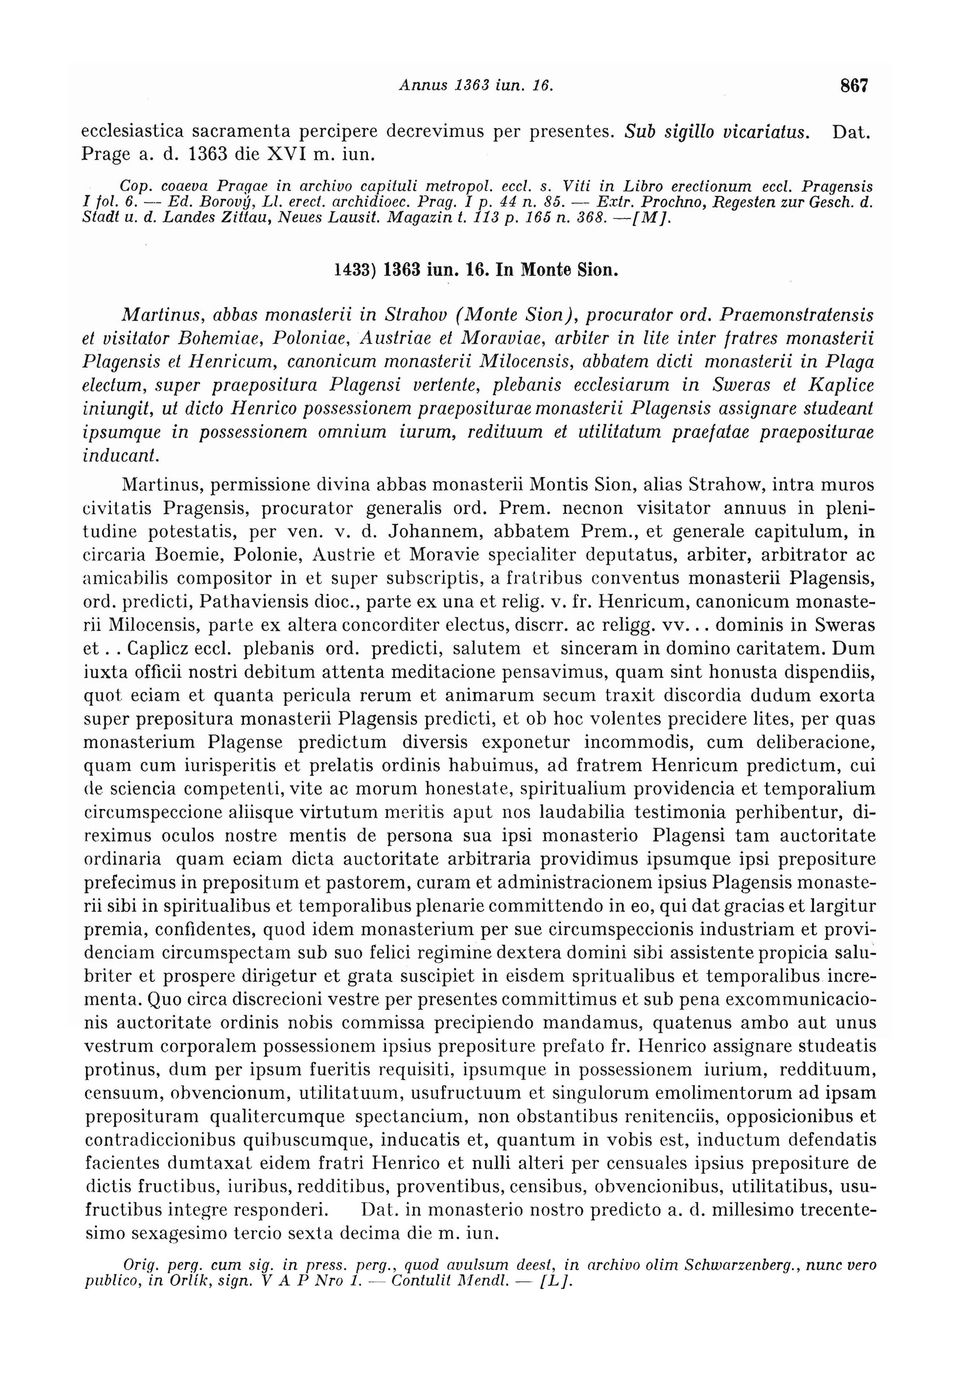 Annus 1363 iun. 16. 867
ecclesiastica sacramenta percipere decrevimus per presentes. Sub sigillo vicariatus. Dat.
Prage a. d. 1363 die XVI m. iun.
Cop. coaeva Pragae in archivo capituli metropol. eccl. s. Viti in Libro erectionum eccl. Pragensis
I fol. 6. — Ed. Borový, Ll. erect. archidioec. Prag. I p. 44 n. 85. — Extr. Prochno, Regesten zur Gesch. d.
Stadt u. d. Landes Zittau, Neues Lausit. Magazin t. 113 p. 165 n. 368. —[M].
1433) 1363 iun. 16. In Monte Sion.
Martinus, abbas monasterii in Strahov (Monte Sion), procurator ord. Praemonstratensis
et visitator Bohemiae, Poloniae, Austriae et Moraviae, arbiter in lite inter fratres monasterii
Plagensis et Henricum, canonicum monasterii Milocensis, abbatem dicti monasterii in Plaga
electum, super praepositura Plagensi vertente, plebanis ecclesiarum in Sweras et Kaplice
iniungit, ut dicto Henrico possessionem praepositurae monasterii Plagensis assignare studeant
ipsumque in possessionem omnium iurum, redituum et utilitatum praefatae praepositurae
inducant.
Martinus, permissione divina abbas monasterii Montis Sion, alias Strahow, intra muros
civitatis Pragensis, procurator generalis ord. Prem. necnon visitator annuus in pleni-
tudine potestatis, per ven. v. d. Johannem, abbatem Prem., et generale capitulum, in
circaria Boemie, Polonie, Austrie et Moravie specialiter deputatus, arbiter, arbitrator ac
amicabilis compositor in et super subscriptis, a fratribus conventus monasterii Plagensis,
ord. predicti, Pathaviensis dioc., parte ex una et relig. v. fr. Henricum, canonicum monaste-
rii Milocensis, parte ex altera concorditer electus, discrr. ac religg. vv... dominis in Sweras
et . . Caplicz eccl. plebanis ord. predicti, salutem et sinceram in domino caritatem. Dum
iuxta officii nostri debitum attenta meditacione pensavimus, quam sint honusta dispendiis,
quot eciam et quanta pericula rerum et animarum secum traxit discordia dudum exorta
super prepositura monasterii Plagensis predicti, et ob hoc volentes precidere lites, per quas
monasterium Plagense predictum diversis exponetur incommodis, cum deliberacione,
quam cum iurisperitis et prelatis ordinis habuimus, ad fratrem Henricum predictum, cui
de sciencia competenti, vite ac morum honestate, spiritualium providencia et temporalium
circumspeccione aliisque virtutum meritis aput nos laudabilia testimonia perhibentur, di-
reximus oculos nostre mentis de persona sua ipsi monasterio Plagensi tam auctoritate
ordinaria quam eciam dicta auctoritate arbitraria providimus ipsumque ipsi prepositure
prefecimus in prepositum et pastorem, curam et administracionem ipsius Plagensis monaste-
rii sibi in spiritualibus et temporalibus plenarie committendo in eo, qui dat gracias et largitur
premia, confidentes, quod idem monasterium per sue circumspeccionis industriam et provi-
denciam circumspectam sub suo felici regimine dextera domini sibi assistente propicia salu-
briter et prospere dirigetur et grata suscipiet in eisdem spritualibus et temporalibus incre-
menta. Quo circa discrecioni vestre per presentes committimus et sub pena excommunicacio-
nis auctoritate ordinis nobis commissa precipiendo mandamus, quatenus ambo aut unus
vestrum corporalem possessionem ipsius prepositure prefato fr. Henrico assignare studeatis
protinus, dum per ipsum fueritis requisiti, ipsumque in possessionem iurium, reddituum,
censuum, obvencionum, utilitatuum, usufructuum et singulorum emolimentorum ad ipsam
preposituram qualitercumque spectancium, non obstantibus renitenciis, opposicionibus et
contradiccionibus quibuscumque, inducatis et, quantum in vobis est, inductum defendatis
facientes dumtaxat eidem fratri Henrico et nulli alteri per censuales ipsius prepositure de
dictis fructibus, iuribus, redditibus, proventibus, censibus, obvencionibus, utilitatibus, usu-
fructibus integre responderi. Dat. in monasterio nostro predicto a. d. millesimo trecente-
simo sexagesimo tercio sexta decima die m. iun.
Orig. perg. cum sig. in press. perg., quod avulsum deest, in archivo olim Schwarzenberg., nunc vero
publico, in Orlík, sign. V A P Nro 1. — Contulit Mendl. — [L].